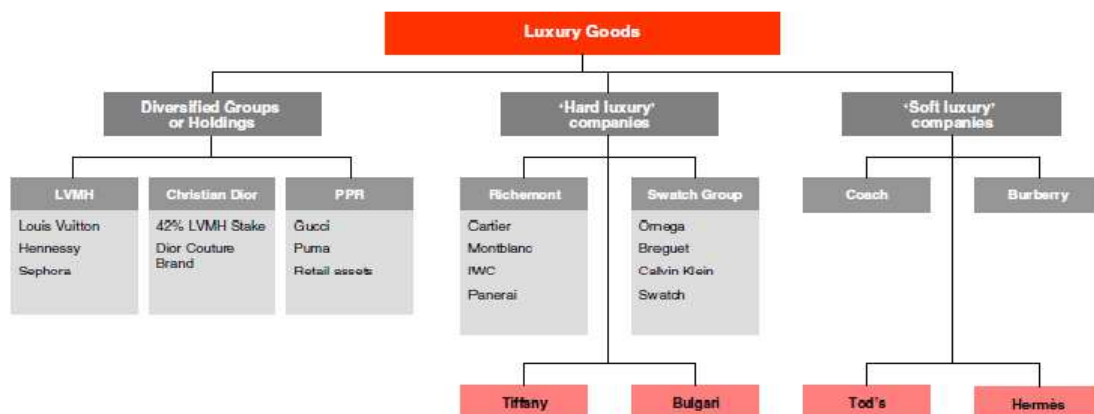 Luxury Goods
Diversified Groups
or Holdings
'Hard luxury'
companies
'Soft luxury'
companies
LVMH
Louis Vuitton
Hennessy
Sephora
Christian Dior
42% LVMH Stake
Dior Couture
Brand
PPR
Gucci
Puma
Retail assets
Richemont
Cartier
Montblanc
IWC
Panerai
Swatch Group
Omega
Breguet
Calvin Klein
Swatch
Coach
Burberry
Tiffany
Bulgari
Tod's
Hermès